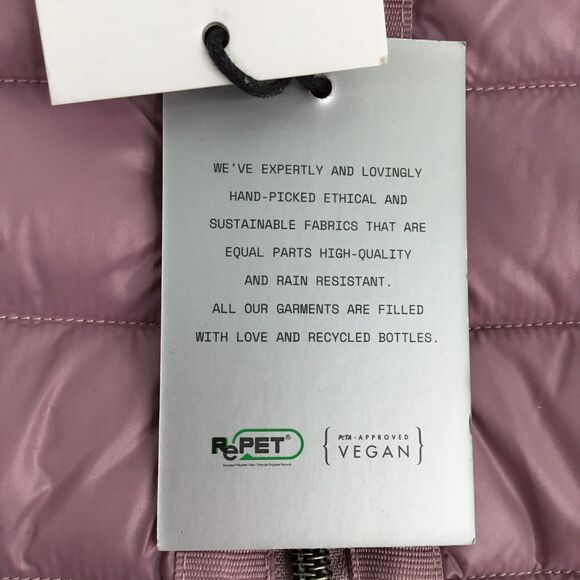 WE'VE EXPERTLY AND LOVINGLY
HAND-PICKED ETHICAL AND
SUSTAINABLE FABRICS THAT ARE
EQUAL PARTS HIGH-QUALITY
AND RAIN RESISTANT.
ALL OUR GARMENTS ARE FILLED
WITH LOVE AND RECYCLED BOTTLES.
RePET®
PETA-APPROVED
VEGAN